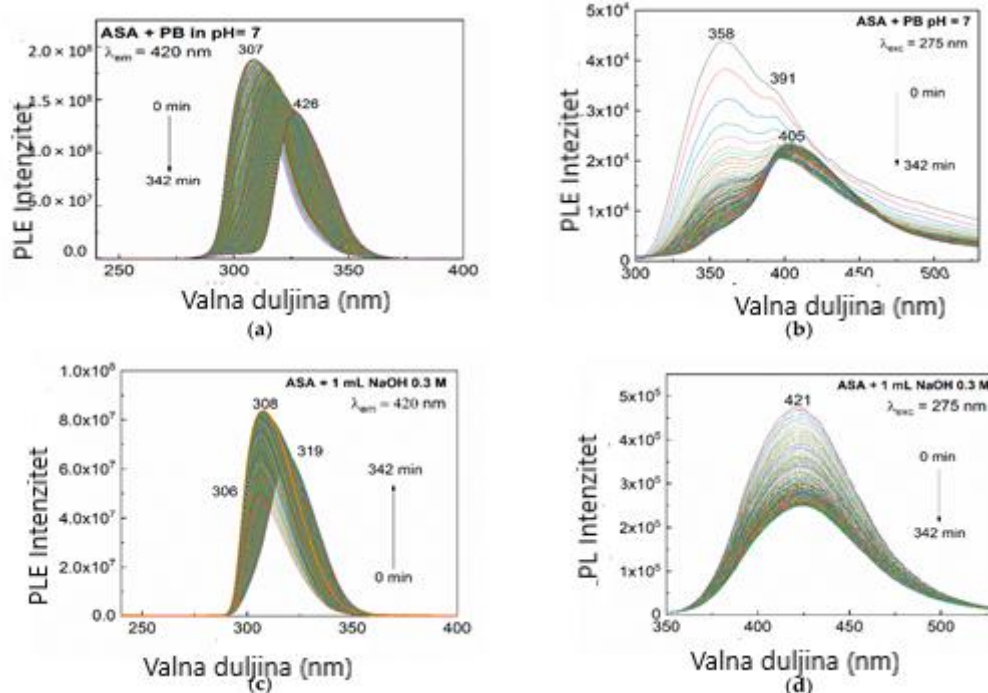 ASA + PB in pH= 7
λem = 420 nm
307
426
0 min
342 min
2.0 × 10⁸
1.5 × 10⁸
1.0 × 10⁸
5.0 × 10⁷
0.0
PLE Intenzitet
250 300 350 400
Valna duljina (nm)
(a)
ASA + PB pH = 7
λexc = 275 nm
358
391
405
0 min
342 min
5x10⁴
4x10⁴
3x10⁴
2x10⁴
1x10⁴
0
PLE Intezitet
300 350 400 450 500
Valna duljina (nm)
(b)
ASA + 1 mL NaOH 0.3 M
λem = 420 nm
308
319
306
342 min
0 min
1.0x10⁸
8.0x10⁷
6.0x10⁷
4.0x10⁷
2.0x10⁷
0.0
PLE Intenzitet
250 300 350 400
Valna duljina (nm)
(c)
ASA + 1 mL NaOH 0.3 M
λexc = 275 nm
421
0 min
342 min
5x10⁵
4x10⁵
3x10⁵
2x10⁵
1x10⁵
0
PL Intenzitet
350 400 450 500
Valna duljina (nm)
(d)